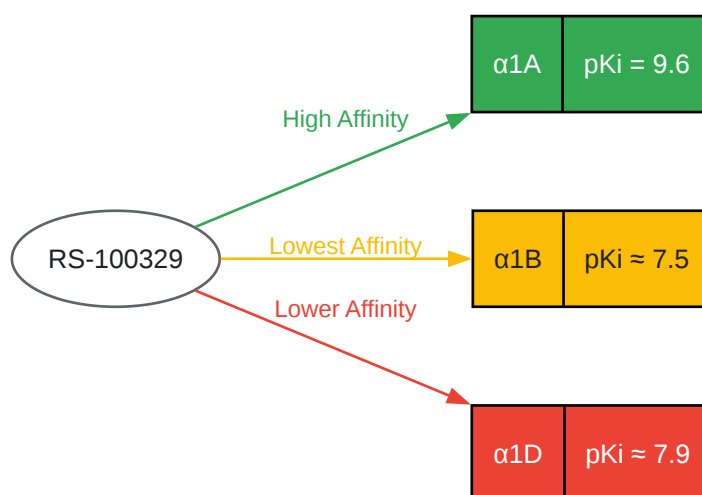 α1A pKi = 9.6
High Affinity
RS-100329
Lowest Affinity
α1B pKi ≈ 7.5
Lower Affinity
α1D pKi ≈ 7.9